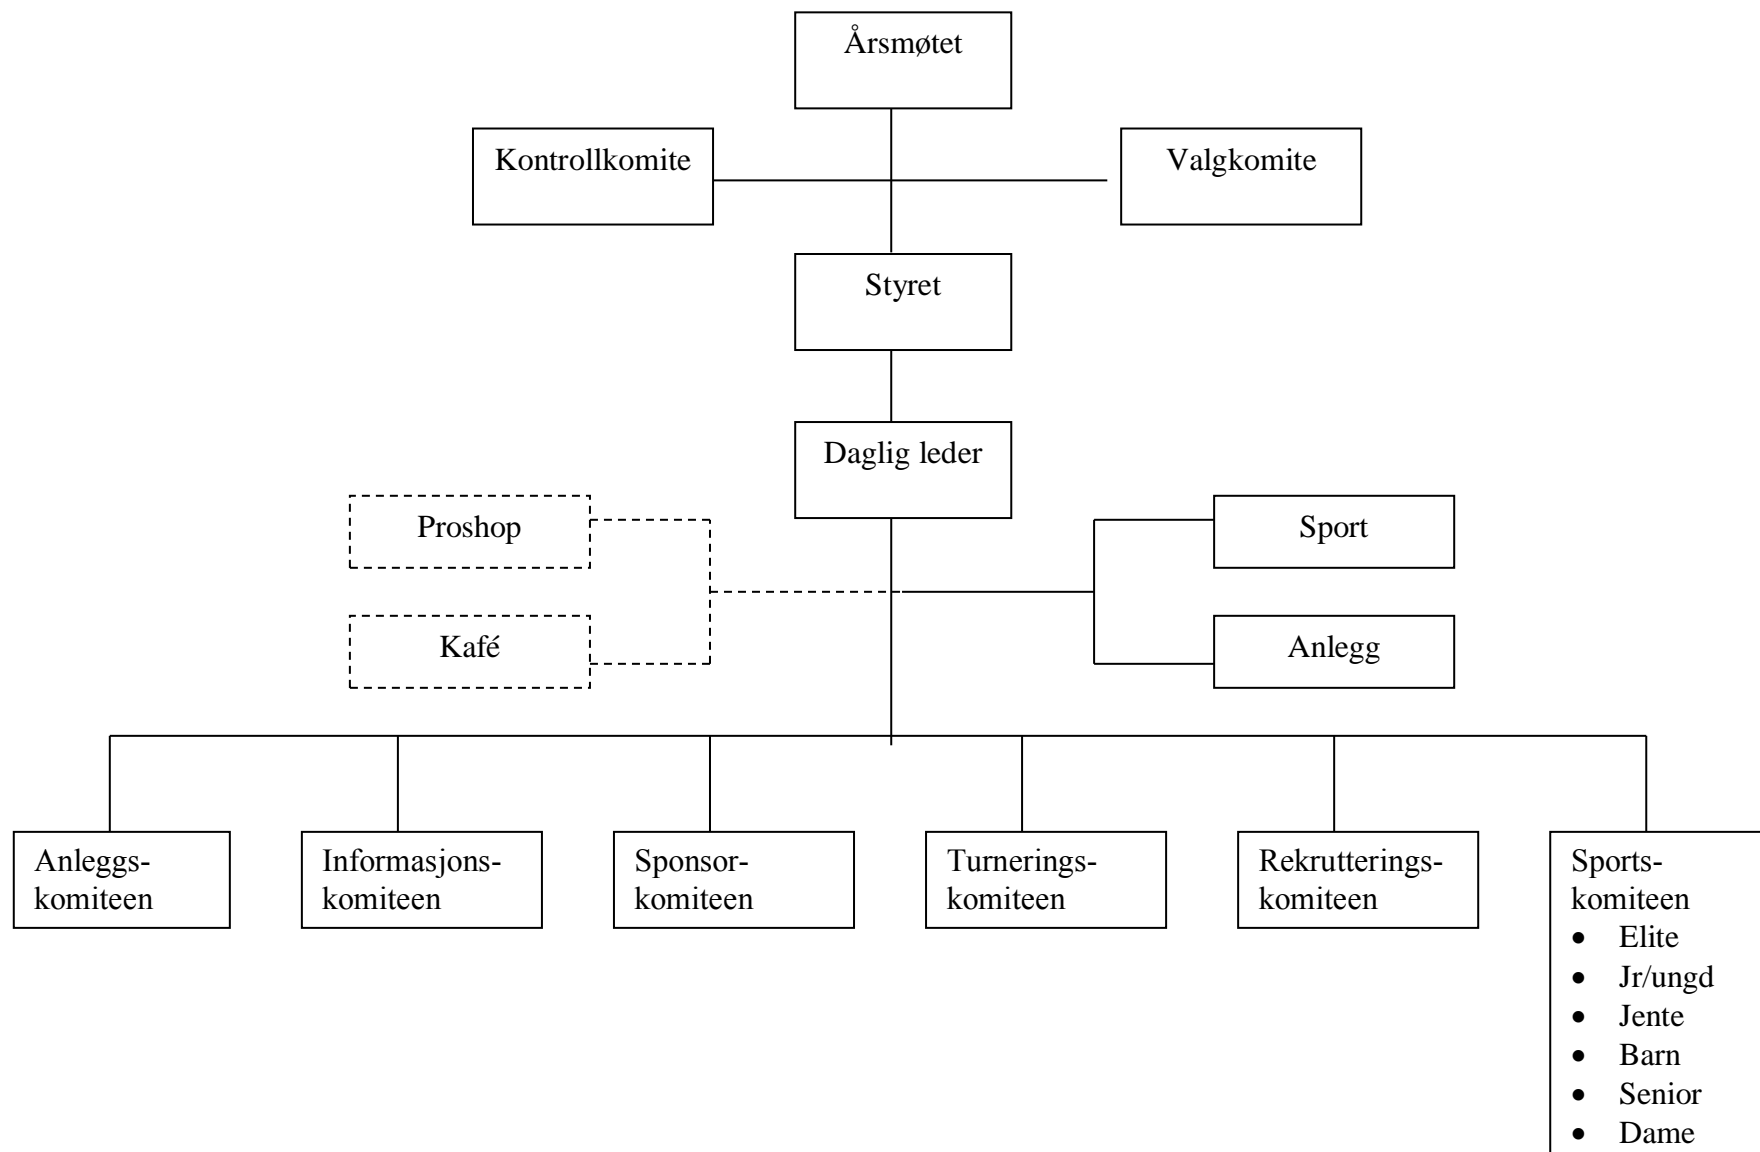 Årsmøtet
Kontrollkomite
Valgkomite
Styret
Daglig leder
Proshop
Sport
Kafé
Anlegg
Anleggs-
komiteen
Informasjons-
komiteen
Sponsor-
komiteen
Turnerings-
komiteen
Rekrutterings-
komiteen
Sports-
komiteen
• Elite
• Jr/ungd
• Jente
• Barn
• Senior
• Dame